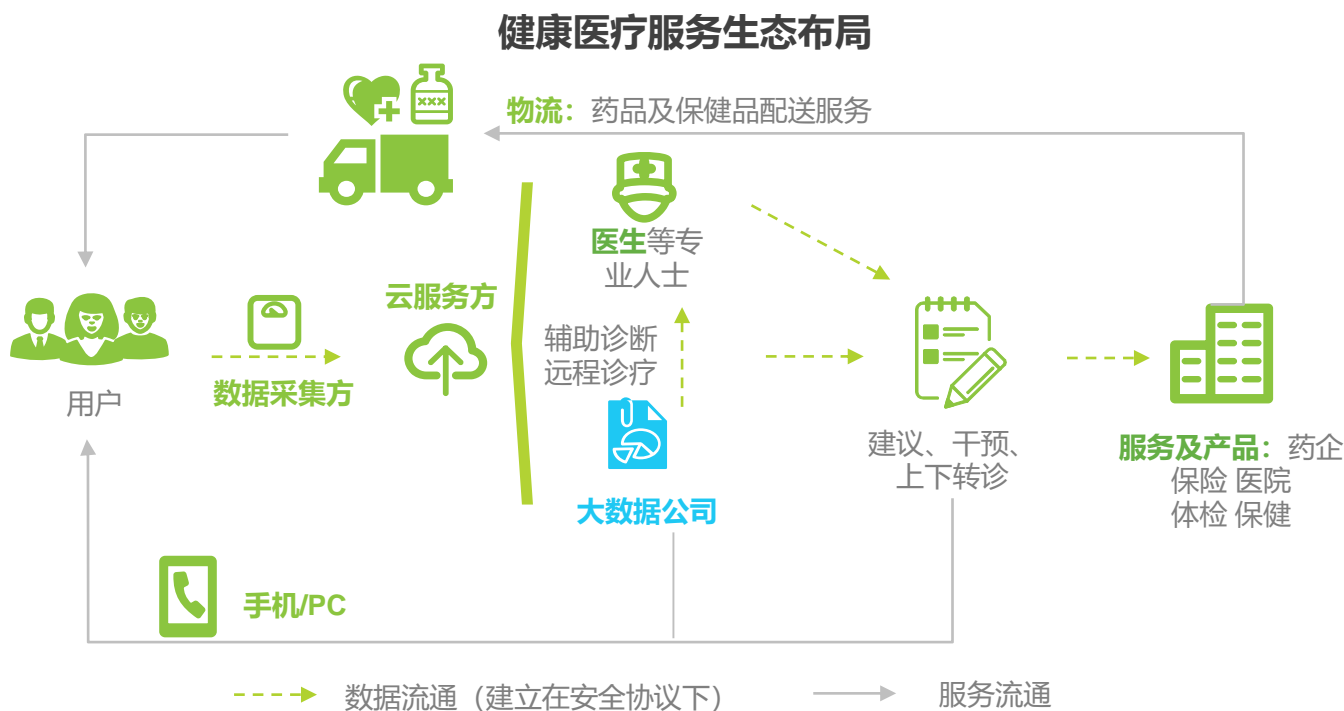 健康医疗服务生态布局
物流：药品及保健品配送服务
XXX
医生等专
业人士
云服务方
辅助诊断
远程诊疗
用户
数据采集方
大数据公司
建议、干预、
上下转诊
服务及产品：药企
保险 医院
体检 保健
手机/PC
数据流通（建立在安全协议下）
服务流通